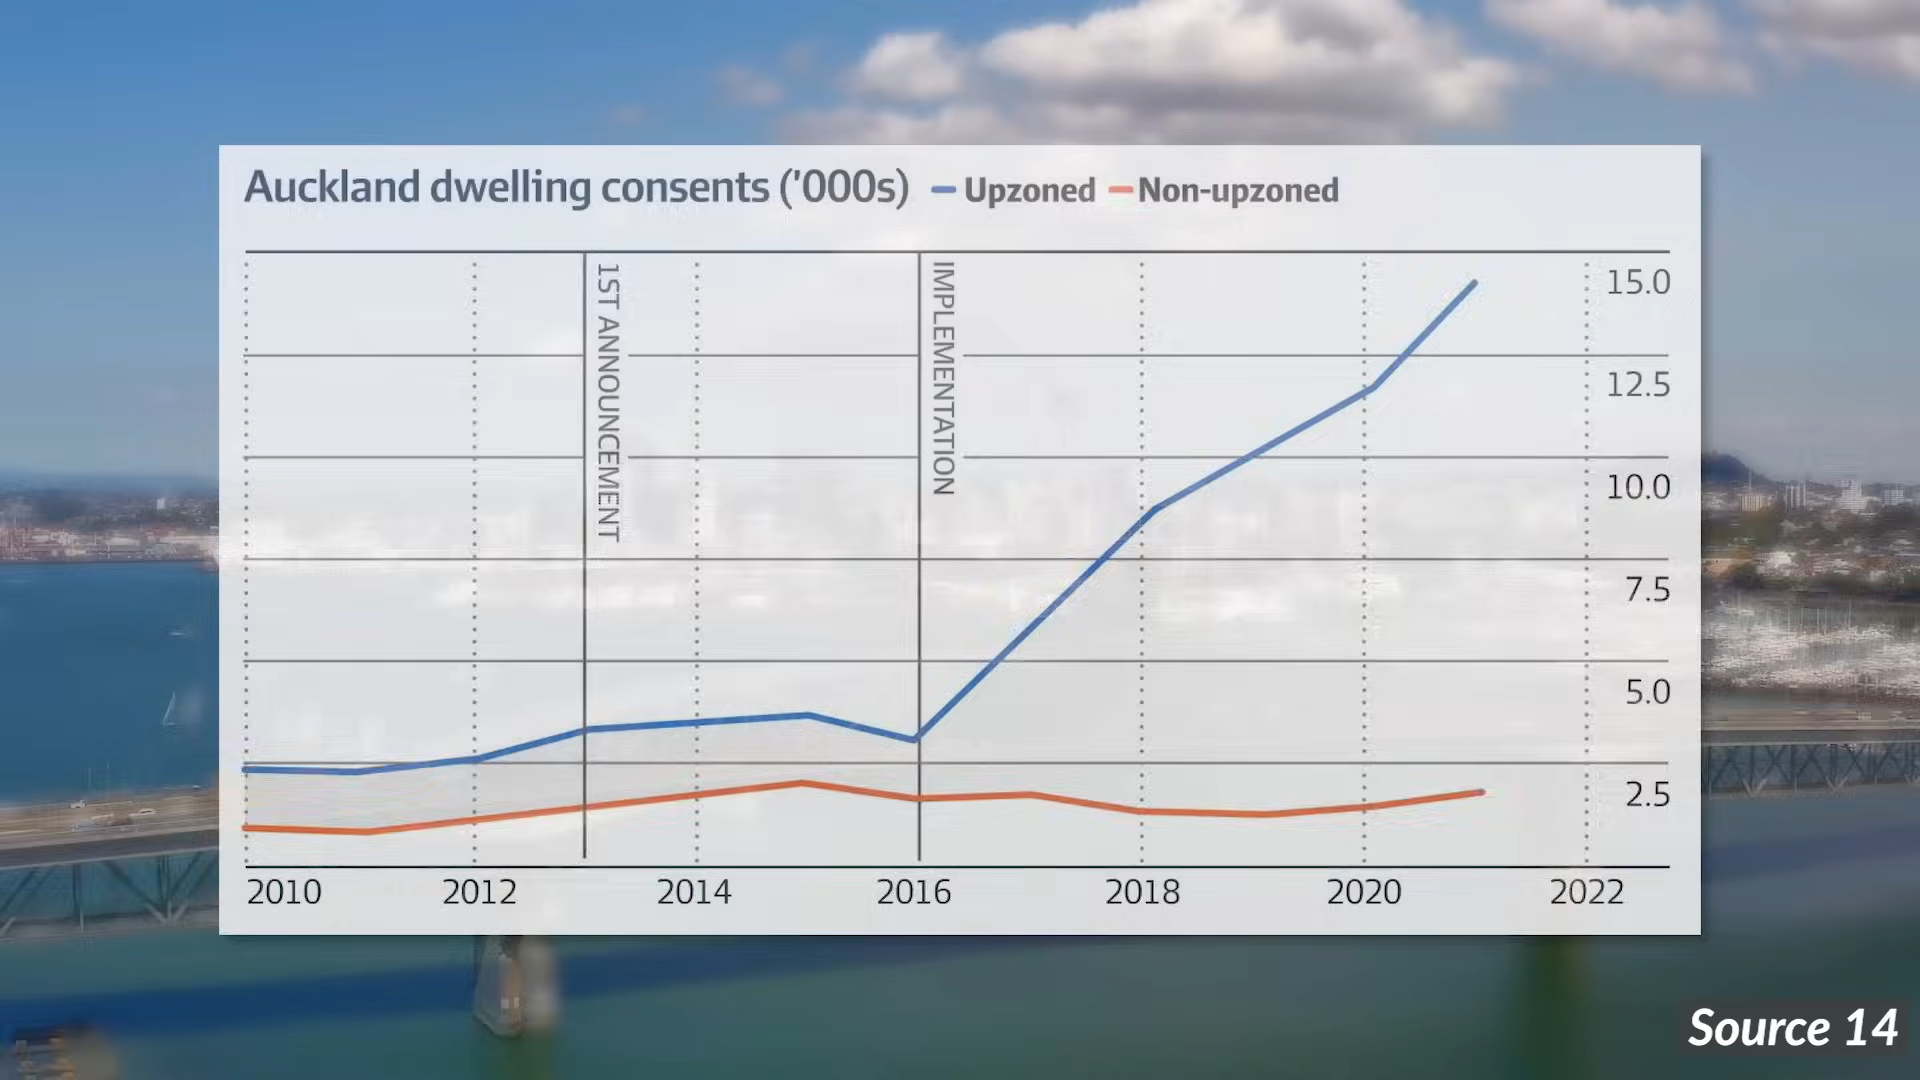 Auckland dwelling consents ('000s) Upzoned Non-upzoned
1ST ANNOUNCEMENT
IMPLEMENTATION
15.0
12.5
10.0
7.5
5.0
2.5
2010 2012 2014 2016 2018 2020 2022
Source 14